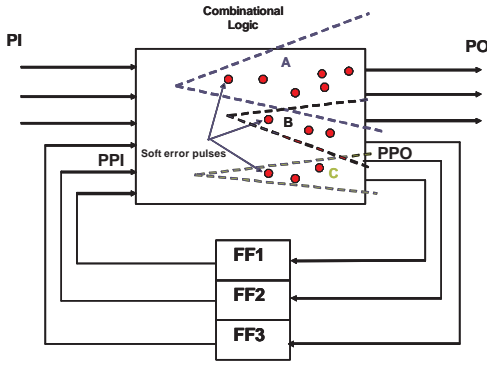 Combinational
Logic
PI
PO
A
B
Soft error pulses
PPI
PPO
C
FF1
FF2
FF3